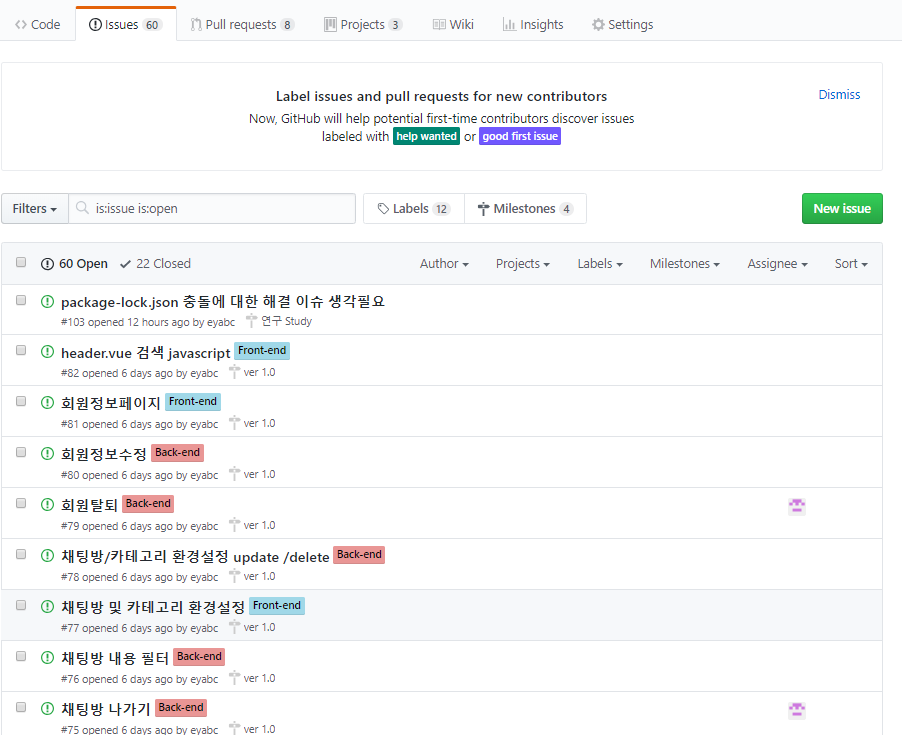 Code Issues 60 Pull requests 8 Projects 3 Wiki Insights Settings
Label issues and pull requests for new contributors
Dismiss
Now, GitHub will help potential first-time contributors discover issues
labeled with help wanted or good first issue
Filters is:issue is:open Labels 12 Milestones 4 New issue
60 Open 22 Closed Author Projects Labels Milestones Assignee Sort
package-lock.json 충돌에 대한 해결 이슈 생각필요
#103 opened 12 hours ago by eyabc 연구 Study
header.vue 검색 javascript Front-end
#82 opened 6 days ago by eyabc ver 1.0
회원정보페이지 Front-end
#81 opened 6 days ago by eyabc ver 1.0
회원정보수정 Back-end
#80 opened 6 days ago by eyabc ver 1.0
회원탈퇴 Back-end
#79 opened 6 days ago by eyabc ver 1.0
채팅방/카테고리 환경설정 update /delete Back-end
#78 opened 6 days ago by eyabc ver 1.0
채팅방 및 카테고리 환경설정 Front-end
#77 opened 6 days ago by eyabc ver 1.0
채팅방 내용 필터 Back-end
#76 opened 6 days ago by eyabc ver 1.0
채팅방 나가기 Back-end
#75 opened 6 days ago by eyabc ver 1.0